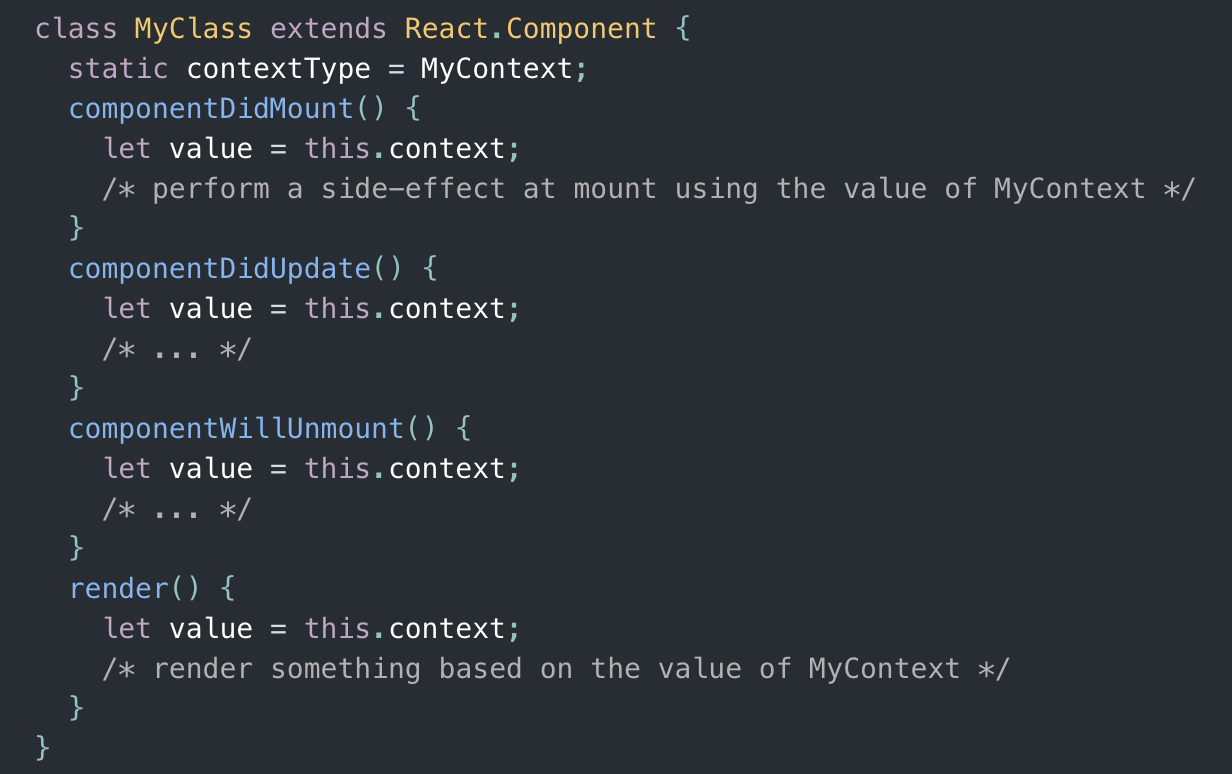 class MyClass extends React.Component {
  static contextType = MyContext;
  componentDidMount() {
    let value = this.context;
    /* perform a side-effect at mount using the value of MyContext */
  }
  componentDidUpdate() {
    let value = this.context;
    /* ... */
  }
  componentWillUnmount() {
    let value = this.context;
    /* ... */
  }
  render() {
    let value = this.context;
    /* render something based on the value of MyContext */
  }
}